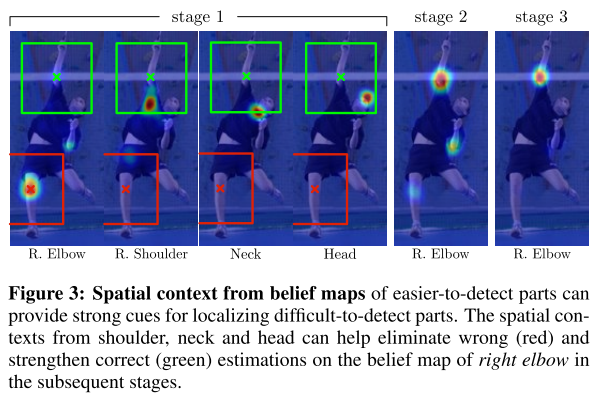 stage 1 stage 2 stage 3
R. Elbow R. Shoulder Neck Head R. Elbow R. Elbow
Figure 3: Spatial context from belief maps of easier-to-detect parts can
provide strong cues for localizing difficult-to-detect parts. The spatial con-
texts from shoulder, neck and head can help eliminate wrong (red) and
strengthen correct (green) estimations on the belief map of right elbow in
the subsequent stages.